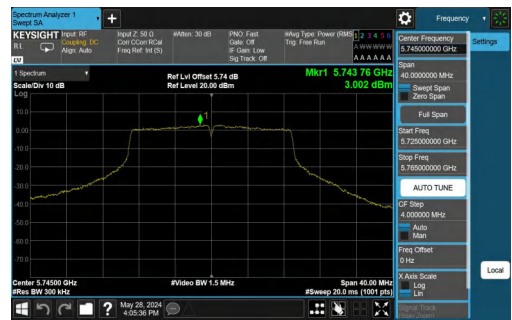 Spectrum Analyzer 1
Swept SA
Frequency
KEYSIGHT
Input: RF
Coupling: DC
Align: Auto
Input Z: 50 Ω
Corr CCorr RCal
Freq Ref: Int (S)
#Atten: 30 dB
PNO: Fast
Gate: Off
IF Gain: Low
Sig Track: Off
#Avg Type: Power (RMS
Trig: Free Run
1 2 3 4 5 6
A W W W W W
A A A A A A
RL
LV
1 Spectrum
Scale/Div 10 dB
Log
Ref Lvl Offset 5.74 dB
Ref Level 20.00 dBm
Mkr1 5.743 76 GHz
3.002 dBm
1
10.0
0.00
-10.0
-20.0
-30.0
-40.0
-50.0
-60.0
-70.0
Center 5.74500 GHz
#Res BW 300 kHz
#Video BW 1.5 MHz
Span 40.00 MHz
#Sweep 20.0 ms (1001 pts)
Center Frequency
5.745000000 GHz
Settings
Span
40.0000000 MHz
Swept Span
Zero Span
Full Span
Start Freq
5.725000000 GHz
Stop Freq
5.765000000 GHz
AUTO TUNE
CF Step
4.000000 MHz
Auto
Man
Freq Offset
0 Hz
X Axis Scale
Log
Lin
Local
Signal Track
May 28, 2024
4:05:36 PM